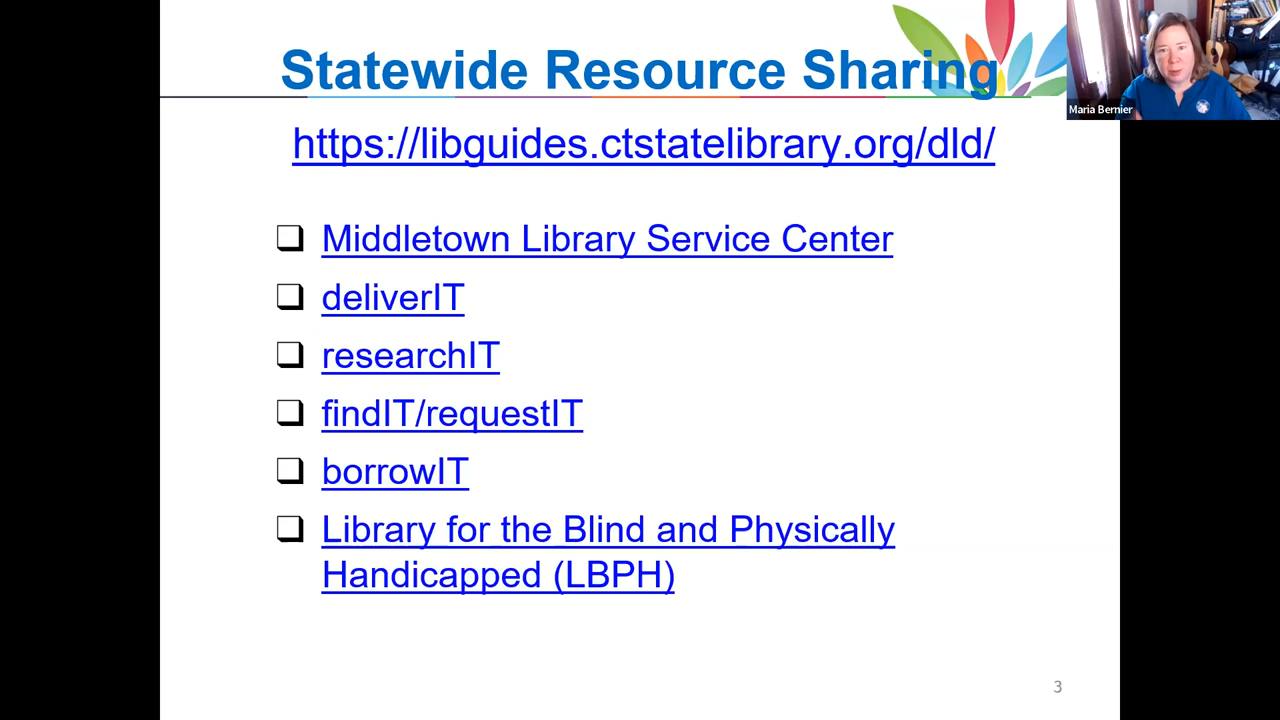 Statewide Resource Sharing
Maria Bernier
https://libguides.ctstatelibrary.org/dld/
Middletown Library Service Center
deliverIT
researchIT
findIT/requestIT
borrowIT
Library for the Blind and Physically
Handicapped (LBPH)
3